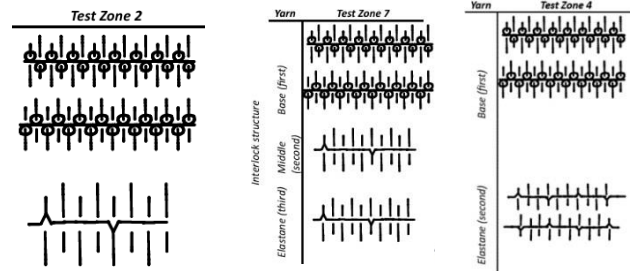 Test Zone 2
Yarn Test Zone 7
Interlock structure
Base (first)
Middle
(second)
Elastane (third)
Yarn Test Zone 4
Base (first)
Elastane (second)